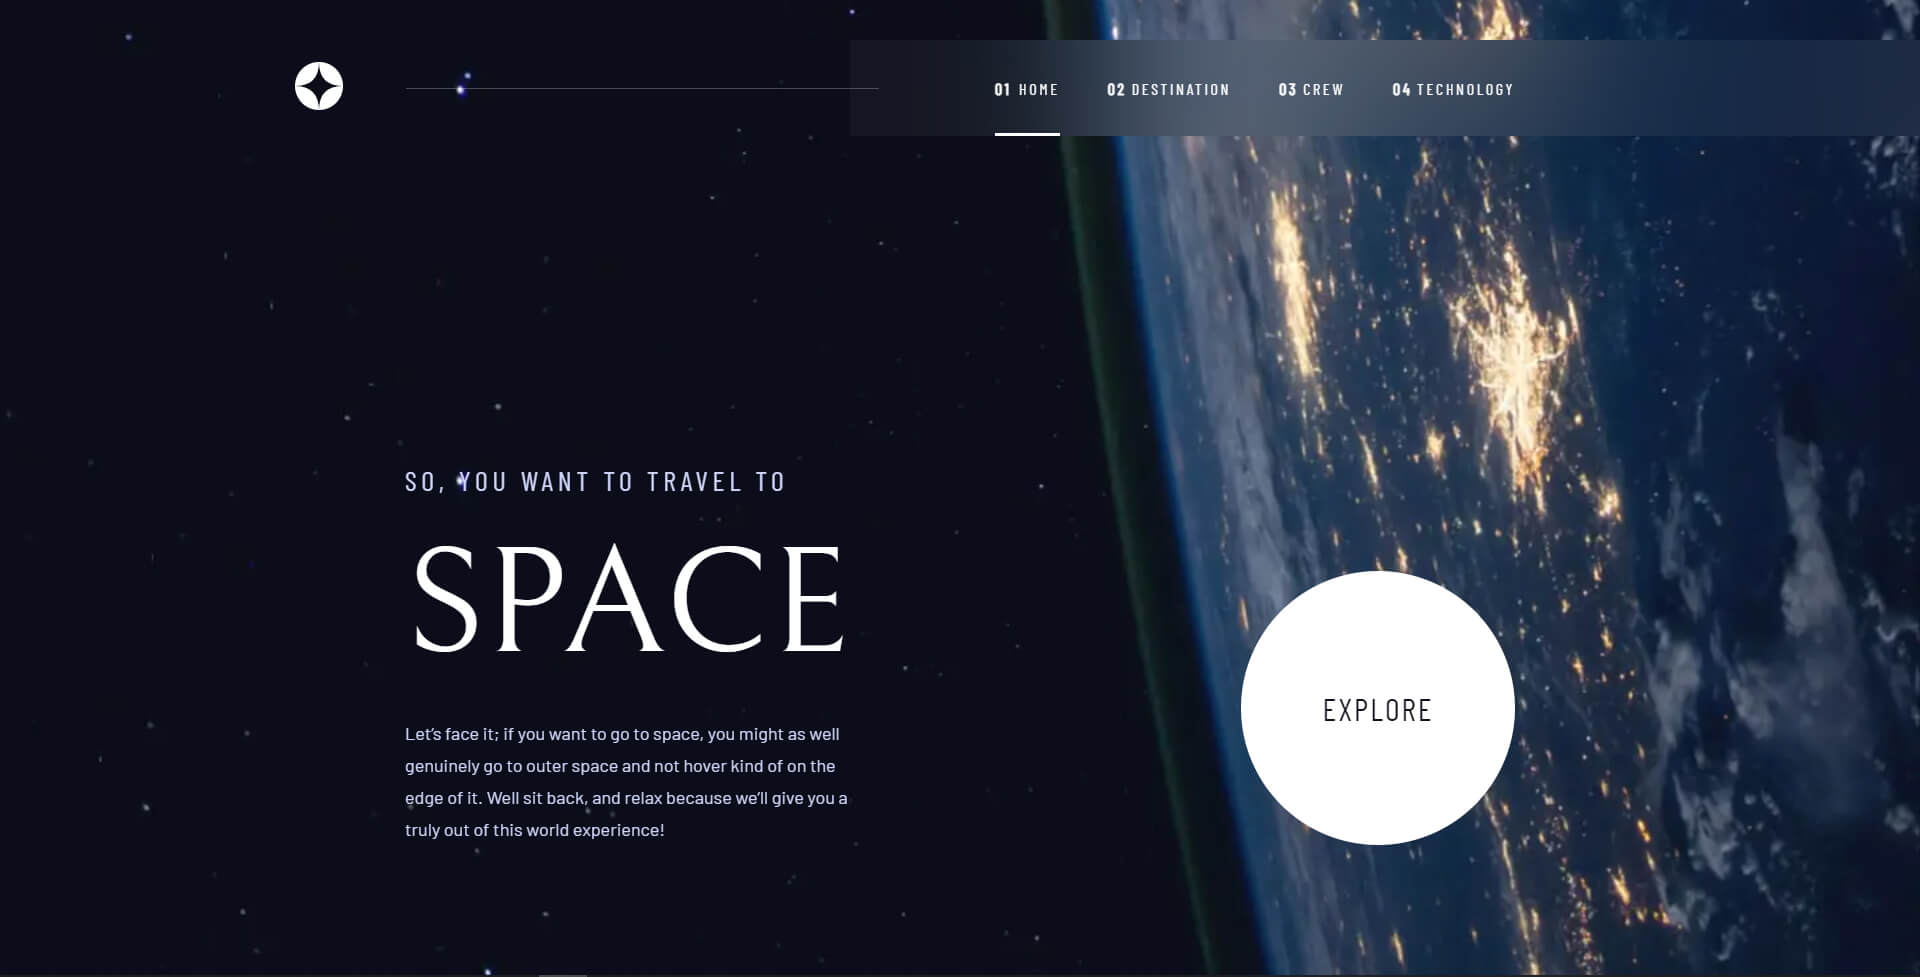 01 HOME 02 DESTINATION 03 CREW 04 TECHNOLOGY
SO, YOU WANT TO TRAVEL TO
SPACE
Let’s face it; if you want to go to space, you might as well
genuinely go to outer space and not hover kind of on the
edge of it. Well sit back, and relax because we’ll give you a
truly out of this world experience!
EXPLORE